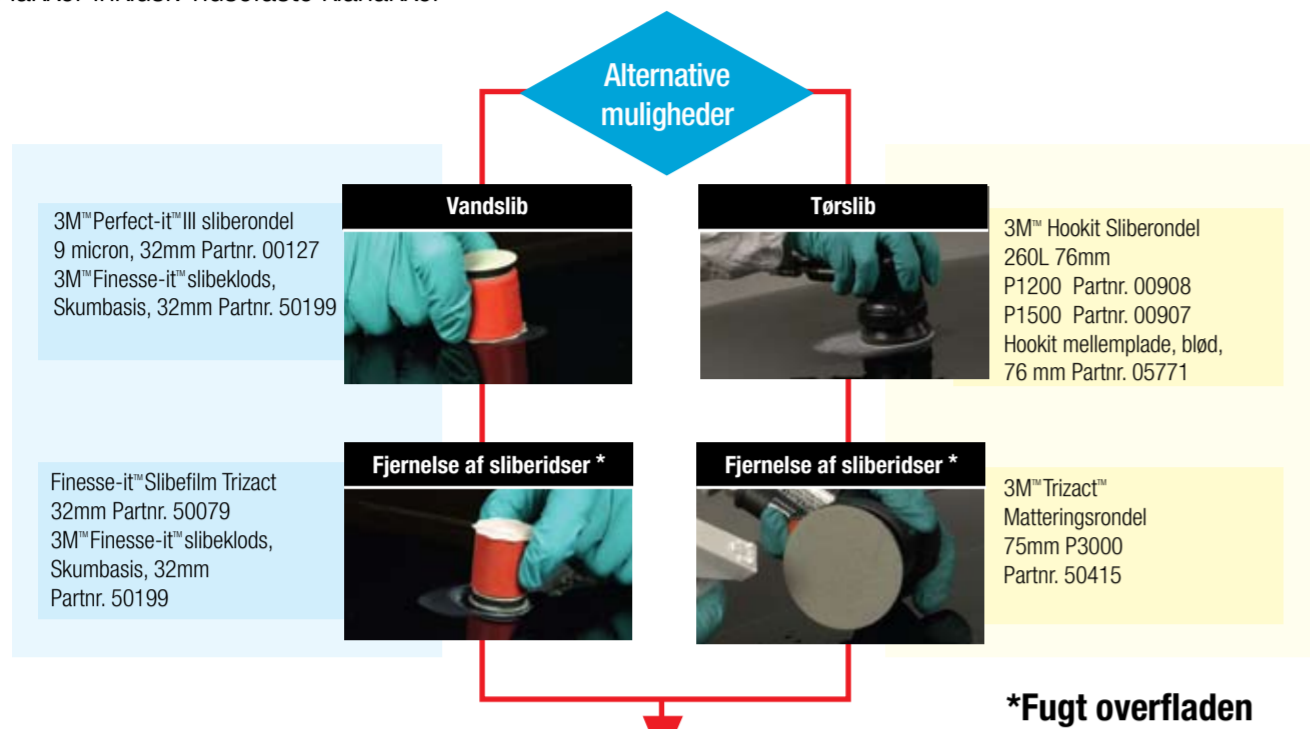 Alternative
muligheder
Vandslib
3M™Perfect-it™III sliberondel
9 micron, 32mm Partnr. 00127
3M™Finesse-it™slibeklods,
Skumbasis, 32mm Partnr. 50199
Fjernelse af sliberidser *
Finesse-it™Slibefilm Trizact
32mm Partnr. 50079
3M™Finesse-it™slibeklods,
Skumbasis, 32mm
Partnr. 50199
Tørslib
3M™ Hookit Sliberondel
260L 76mm
P1200 Partnr. 00908
P1500 Partnr. 00907
Hookit mellemplade, blød,
76 mm Partnr. 05771
Fjernelse af sliberidser *
3M™Trizact™
Matteringsrondel
75mm P3000
Partnr. 50415
*Fugt overfladen